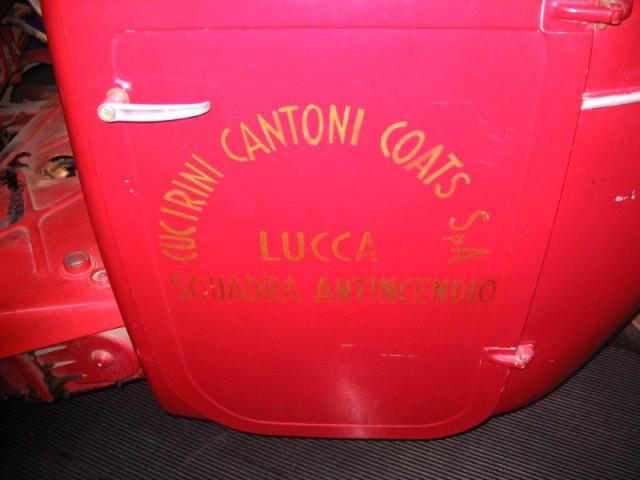 CUCIRINI CANTONI COATS SpA
LUCCA
SQUADRA ANTINCENDIO